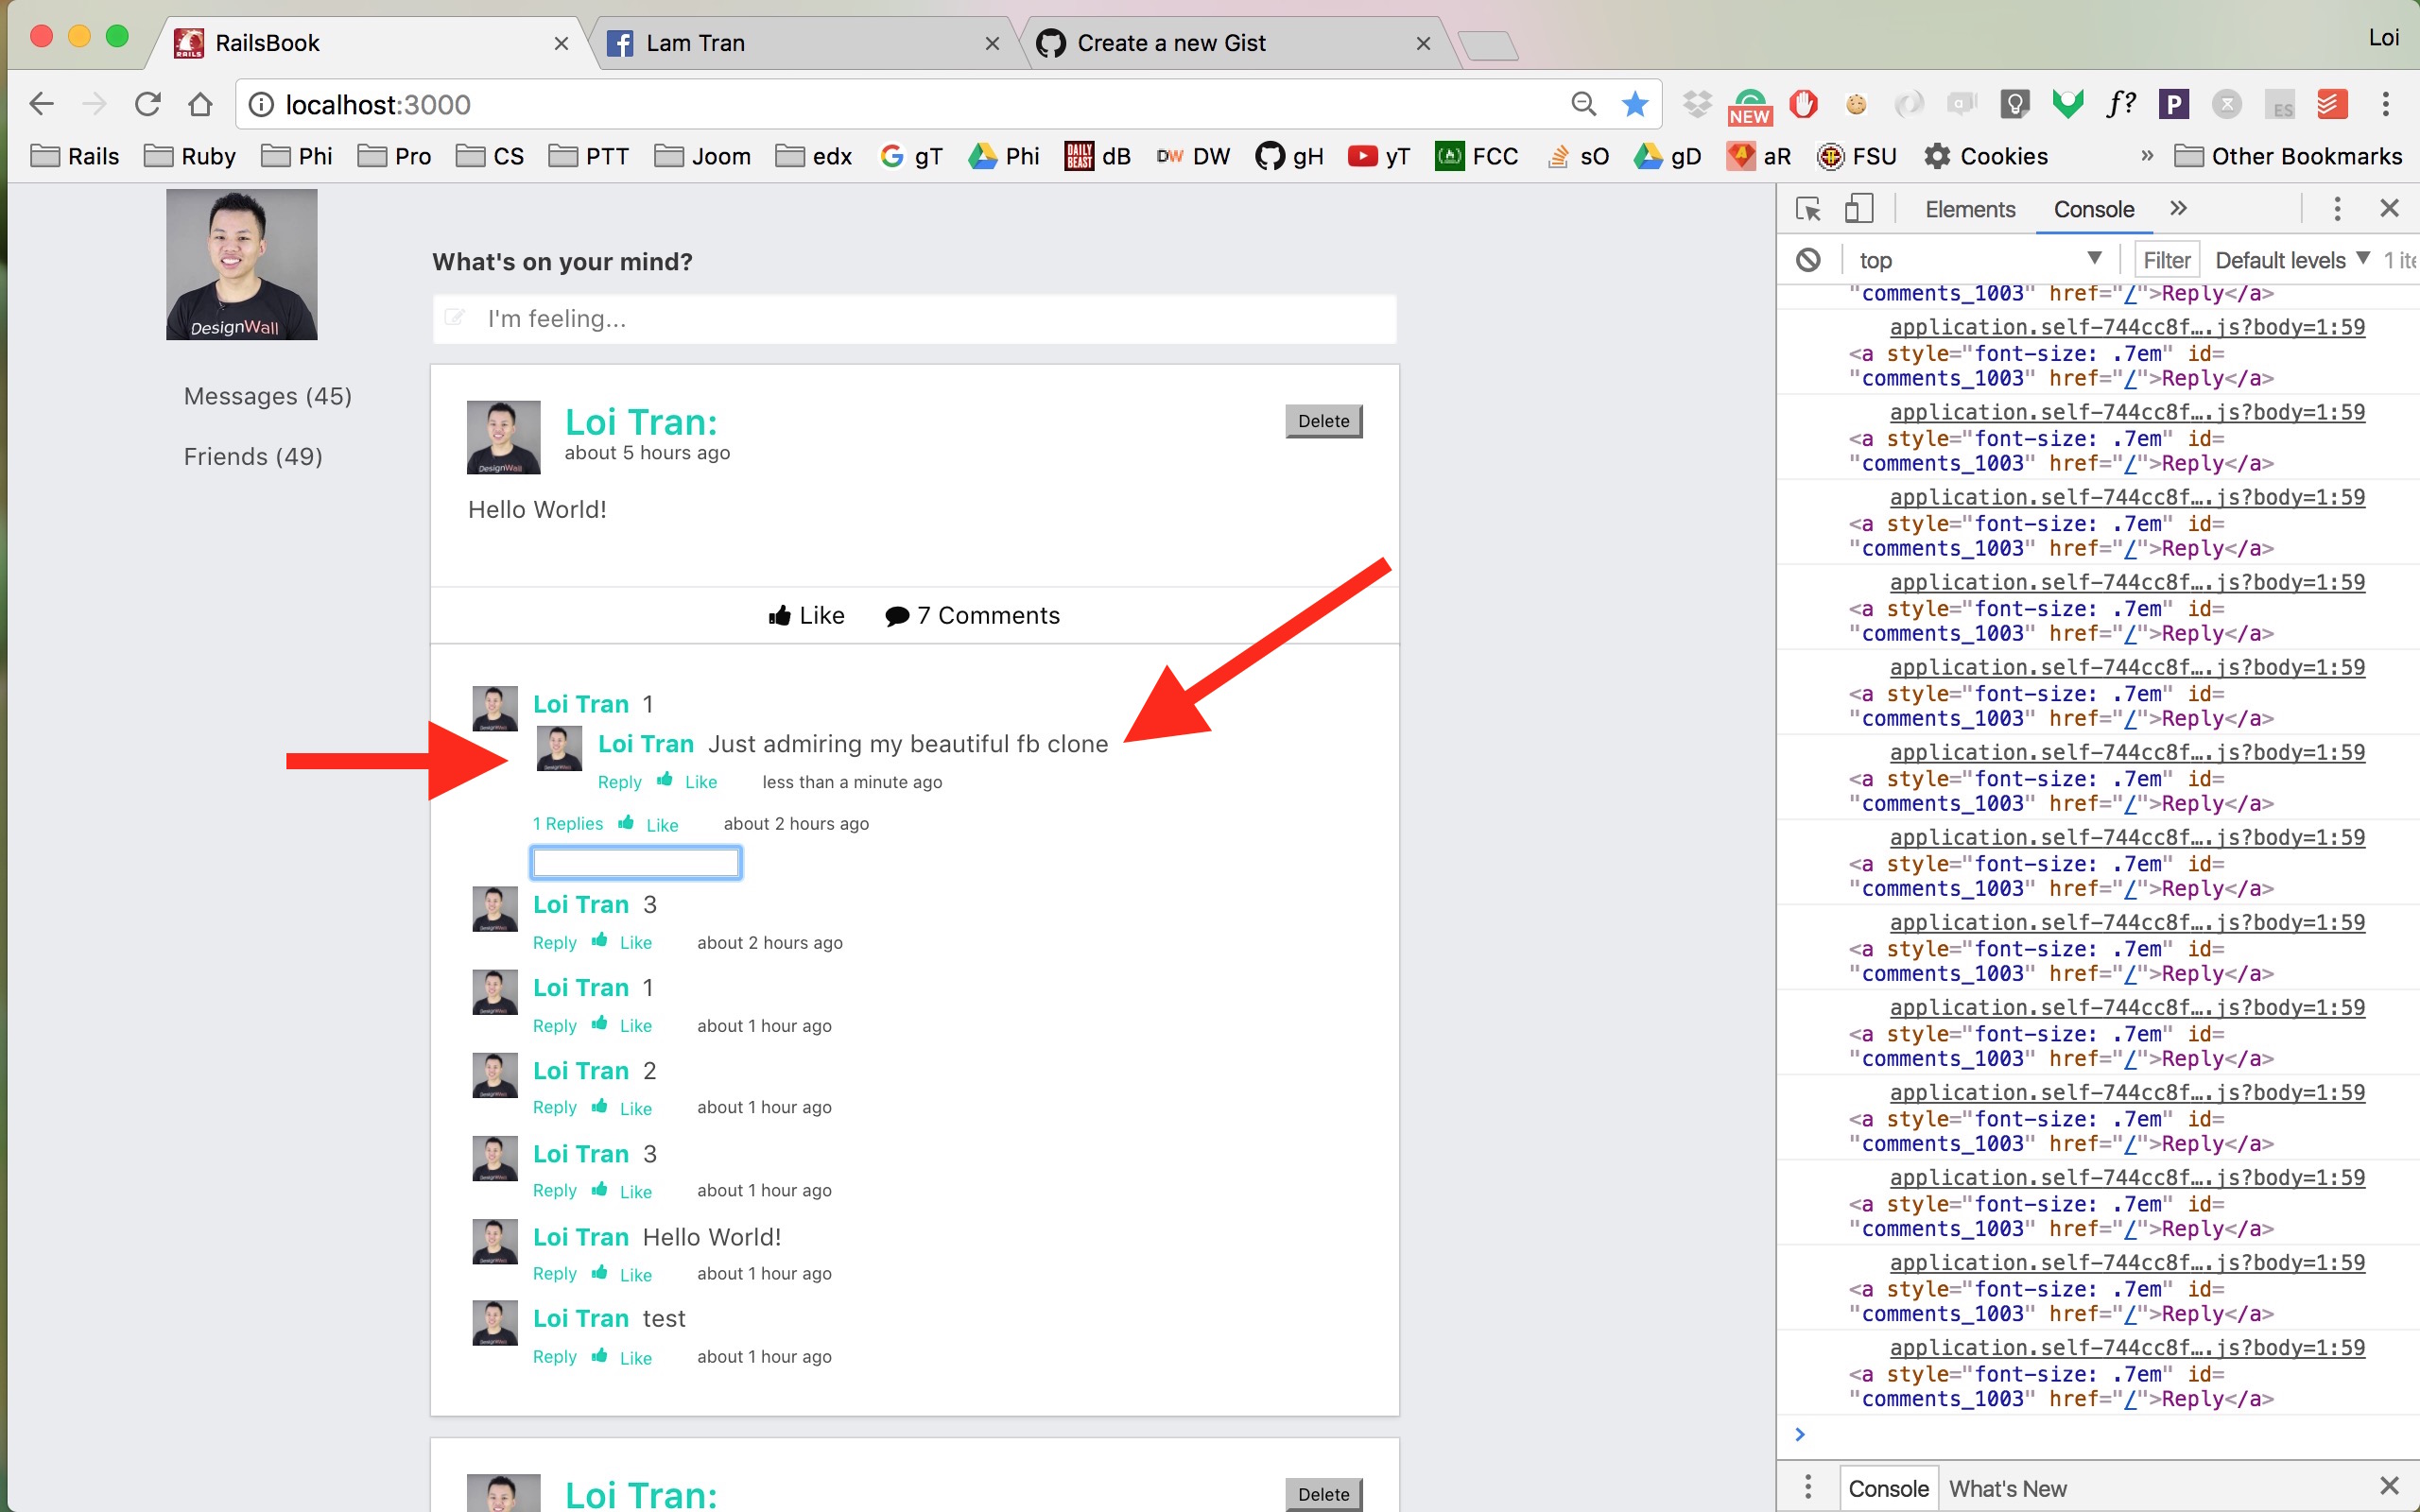 RailsBook
Lam Tran
Create a new Gist
Loi
localhost:3000
NEW
f?
P
ES
Rails Ruby Phi Pro CS PTT Joom edx gT Phi dB DW gH yT FCC sO gD aR FSU Cookies » Other Bookmarks
DesignWall
Messages (45)
Friends (49)
What's on your mind?
I'm feeling...
Loi Tran:
Delete
about 5 hours ago
Hello World!
Like 7 Comments
Loi Tran 1
Loi Tran Just admiring my beautiful fb clone
Reply Like less than a minute ago
1 Replies Like about 2 hours ago
Loi Tran 3
Reply Like about 2 hours ago
Loi Tran 1
Reply Like about 1 hour ago
Loi Tran 2
Reply Like about 1 hour ago
Loi Tran 3
Reply Like about 1 hour ago
Loi Tran Hello World!
Reply Like about 1 hour ago
Loi Tran test
Reply Like about 1 hour ago
Loi Tran:
Delete
Elements Console »
top Filter Default levels
"comments_1003" href="/">Reply</a>
application.self-744cc8f….js?body=1:59
<a style="font-size: .7em" id=
"comments_1003" href="/">Reply</a>
application.self-744cc8f….js?body=1:59
<a style="font-size: .7em" id=
"comments_1003" href="/">Reply</a>
application.self-744cc8f….js?body=1:59
<a style="font-size: .7em" id=
"comments_1003" href="/">Reply</a>
application.self-744cc8f….js?body=1:59
<a style="font-size: .7em" id=
"comments_1003" href="/">Reply</a>
application.self-744cc8f….js?body=1:59
<a style="font-size: .7em" id=
"comments_1003" href="/">Reply</a>
application.self-744cc8f….js?body=1:59
<a style="font-size: .7em" id=
"comments_1003" href="/">Reply</a>
application.self-744cc8f….js?body=1:59
<a style="font-size: .7em" id=
"comments_1003" href="/">Reply</a>
application.self-744cc8f….js?body=1:59
<a style="font-size: .7em" id=
"comments_1003" href="/">Reply</a>
application.self-744cc8f….js?body=1:59
<a style="font-size: .7em" id=
"comments_1003" href="/">Reply</a>
application.self-744cc8f….js?body=1:59
<a style="font-size: .7em" id=
"comments_1003" href="/">Reply</a>
application.self-744cc8f….js?body=1:59
<a style="font-size: .7em" id=
"comments_1003" href="/">Reply</a>
application.self-744cc8f….js?body=1:59
<a style="font-size: .7em" id=
"comments_1003" href="/">Reply</a>
application.self-744cc8f….js?body=1:59
<a style="font-size: .7em" id=
"comments_1003" href="/">Reply</a>
Console What's New